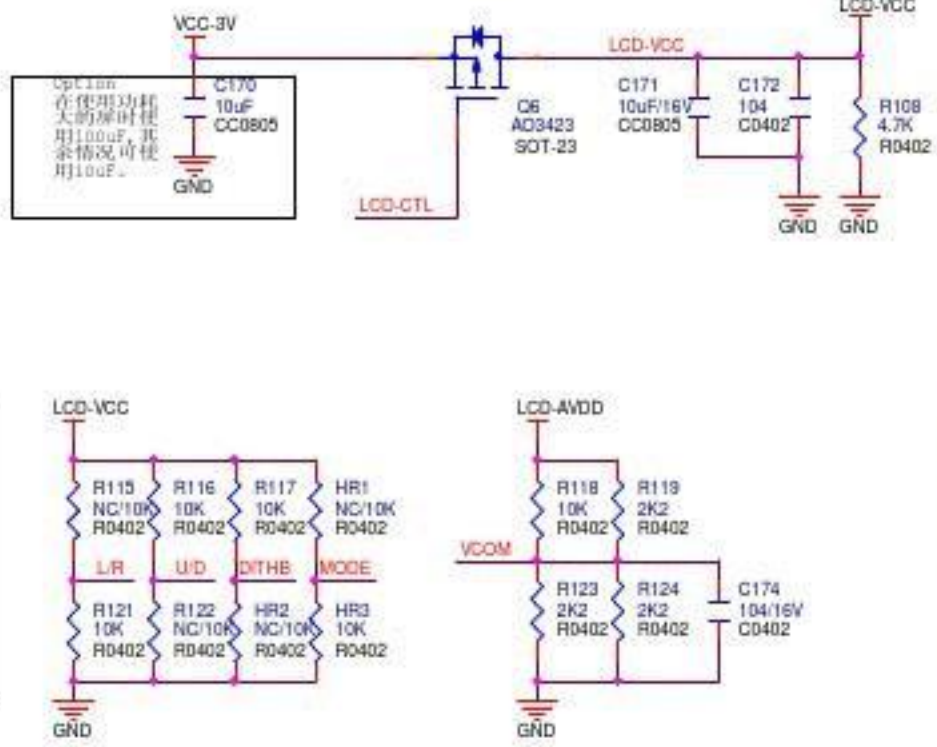 VCC-3V
LCD-VCC
Option
在使用功耗
大的屏时使
用100uF,其
余情况可使
用10uF.
C170
10uF
CC0805
GND
LCD-CTL
Q6
AO3423
SOT-23
LCD-VCC
C171
10uF/16V
CC0805
C172
104
C0402
R108
4.7K
R0402
GND
GND
LCD-VCC
R115
NC/10K
R0402
R116
10K
R0402
R117
10K
R0402
HR1
NC/10K
R0402
L/R
U/D
DITHB
MODE
R121
10K
R0402
R122
NC/10K
R0402
HR2
NC/10K
R0402
HR3
10K
R0402
GND
LCD-AVDD
R118
10K
R0402
R119
2K2
R0402
VCOM
R123
2K2
R0402
R124
2K2
R0402
C174
104/16V
C0402
GND